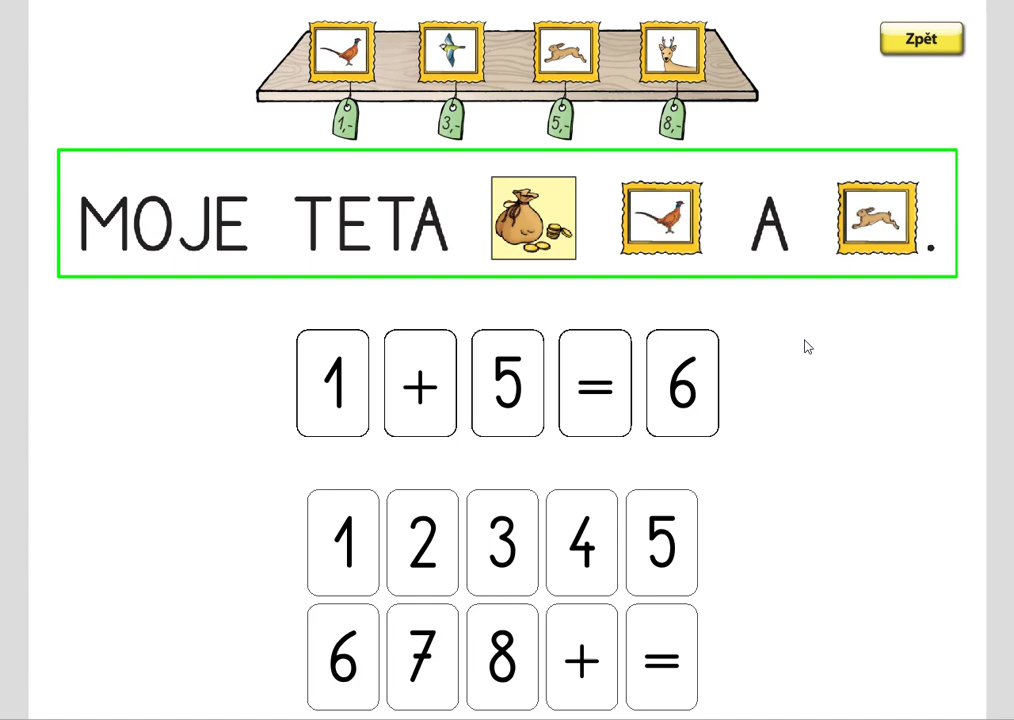 Zpět
1,- 3,- 5,- 8,-
MOJE TETA A .
1 + 5 = 6
1 2 3 4 5
6 7 8 + =